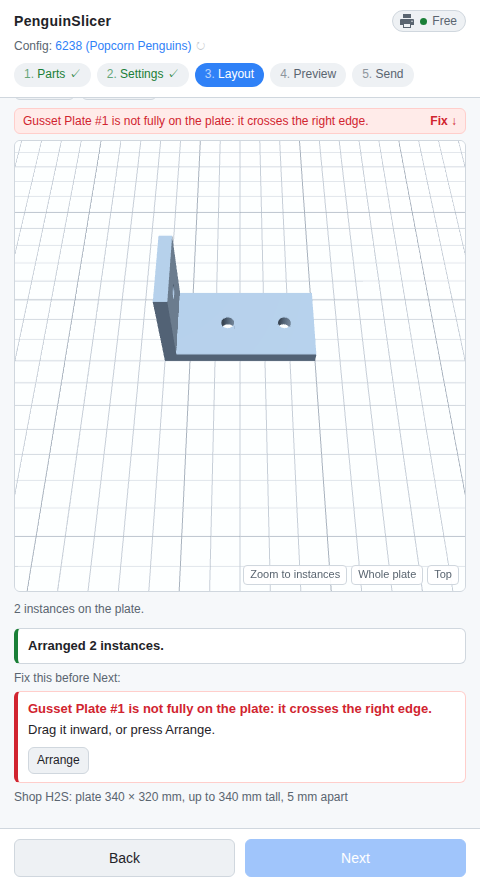 PenguinSlicer
Free
Config: 6238 (Popcorn Penguins)
1. Parts ✓
2. Settings ✓
3. Layout
4. Preview
5. Send
Gusset Plate #1 is not fully on the plate: it crosses the right edge.
Fix ↓
Zoom to instances
Whole plate
Top
2 instances on the plate.
Arranged 2 instances.
Fix this before Next:
Gusset Plate #1 is not fully on the plate: it crosses the right edge.
Drag it inward, or press Arrange.
Arrange
Shop H2S: plate 340 × 320 mm, up to 340 mm tall, 5 mm apart
Back
Next